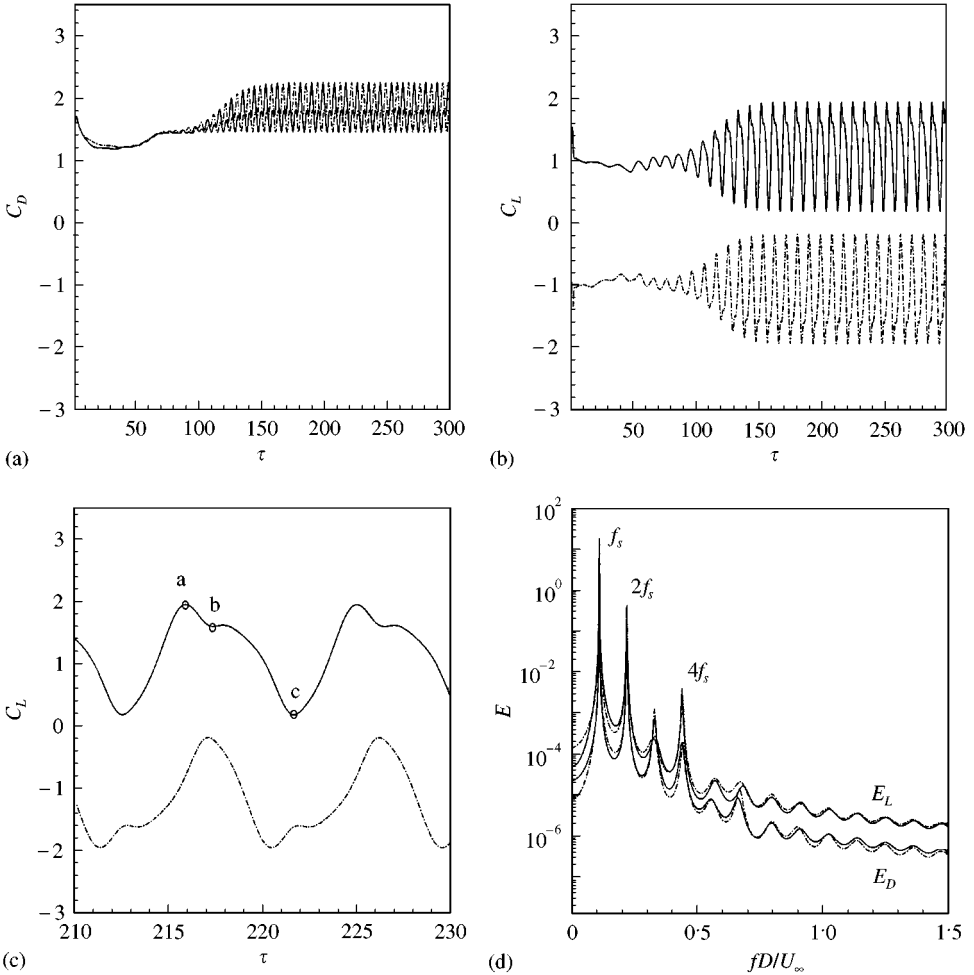 3
2
1
0
−1
−2
−3
C_D
50 100 150 200 250 300
τ
(a)
3
2
1
0
−1
−2
−3
C_L
50 100 150 200 250 300
τ
(b)
3
2
1
0
−1
−2
−3
C_L
a
b
c
210 215 220 225 230
τ
(c)
10^2
10^0
10^−2
10^−4
10^−6
E
f_s
2f_s
4f_s
E_L
E_D
0 0·5 1·0 1·5
fD/U_∞
(d)